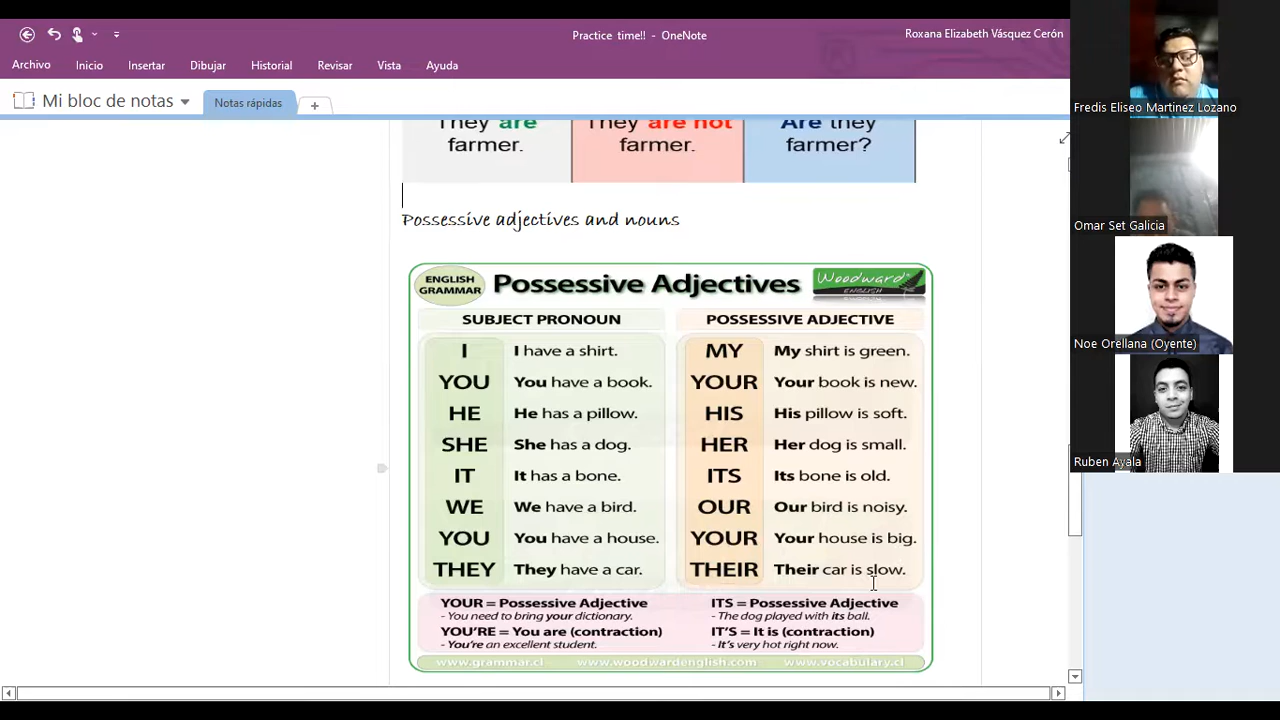 Practice time!! - OneNote
Roxana Elizabeth Vásquez Cerón
Archivo Inicio Insertar Dibujar Historial Revisar Vista Ayuda
Mi bloc de notas Notas rápidas
They are They are not Are they
farmer. farmer. farmer?
Possessive adjectives and nouns
ENGLISH
GRAMMAR
Possessive Adjectives
Woodward
ENGLISH
SUBJECT PRONOUN POSSESSIVE ADJECTIVE
I I have a shirt. MY My shirt is green.
YOU You have a book. YOUR Your book is new.
HE He has a pillow. HIS His pillow is soft.
SHE She has a dog. HER Her dog is small.
IT It has a bone. ITS Its bone is old.
WE We have a bird. OUR Our bird is noisy.
YOU You have a house. YOUR Your house is big.
THEY They have a car. THEIR Their car is slow.
YOUR = Possessive Adjective
- You need to bring your dictionary.
YOU'RE = You are (contraction)
- You're an excellent student.
ITS = Possessive Adjective
- The dog played with its ball.
IT'S = It is (contraction)
- It's very hot right now.
www.grammar.cl www.woodwardenglish.com www.vocabulary.cl
Fredis Eliseo Martinez Lozano
Omar Set Galicia
Noe Orellana (Oyente)
Ruben Ayala